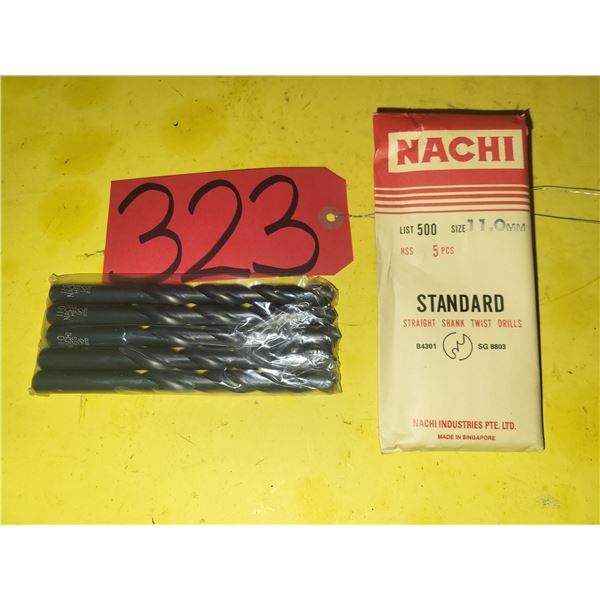 323
NACHI
LIST 500 SIZE 11.0MM
HSS 5 PCS
STANDARD
STRAIGHT SHANK TWIST DRILLS
B4301 SG 8803
NACHI INDUSTRIES PTE. LTD.
MADE IN SINGAPORE